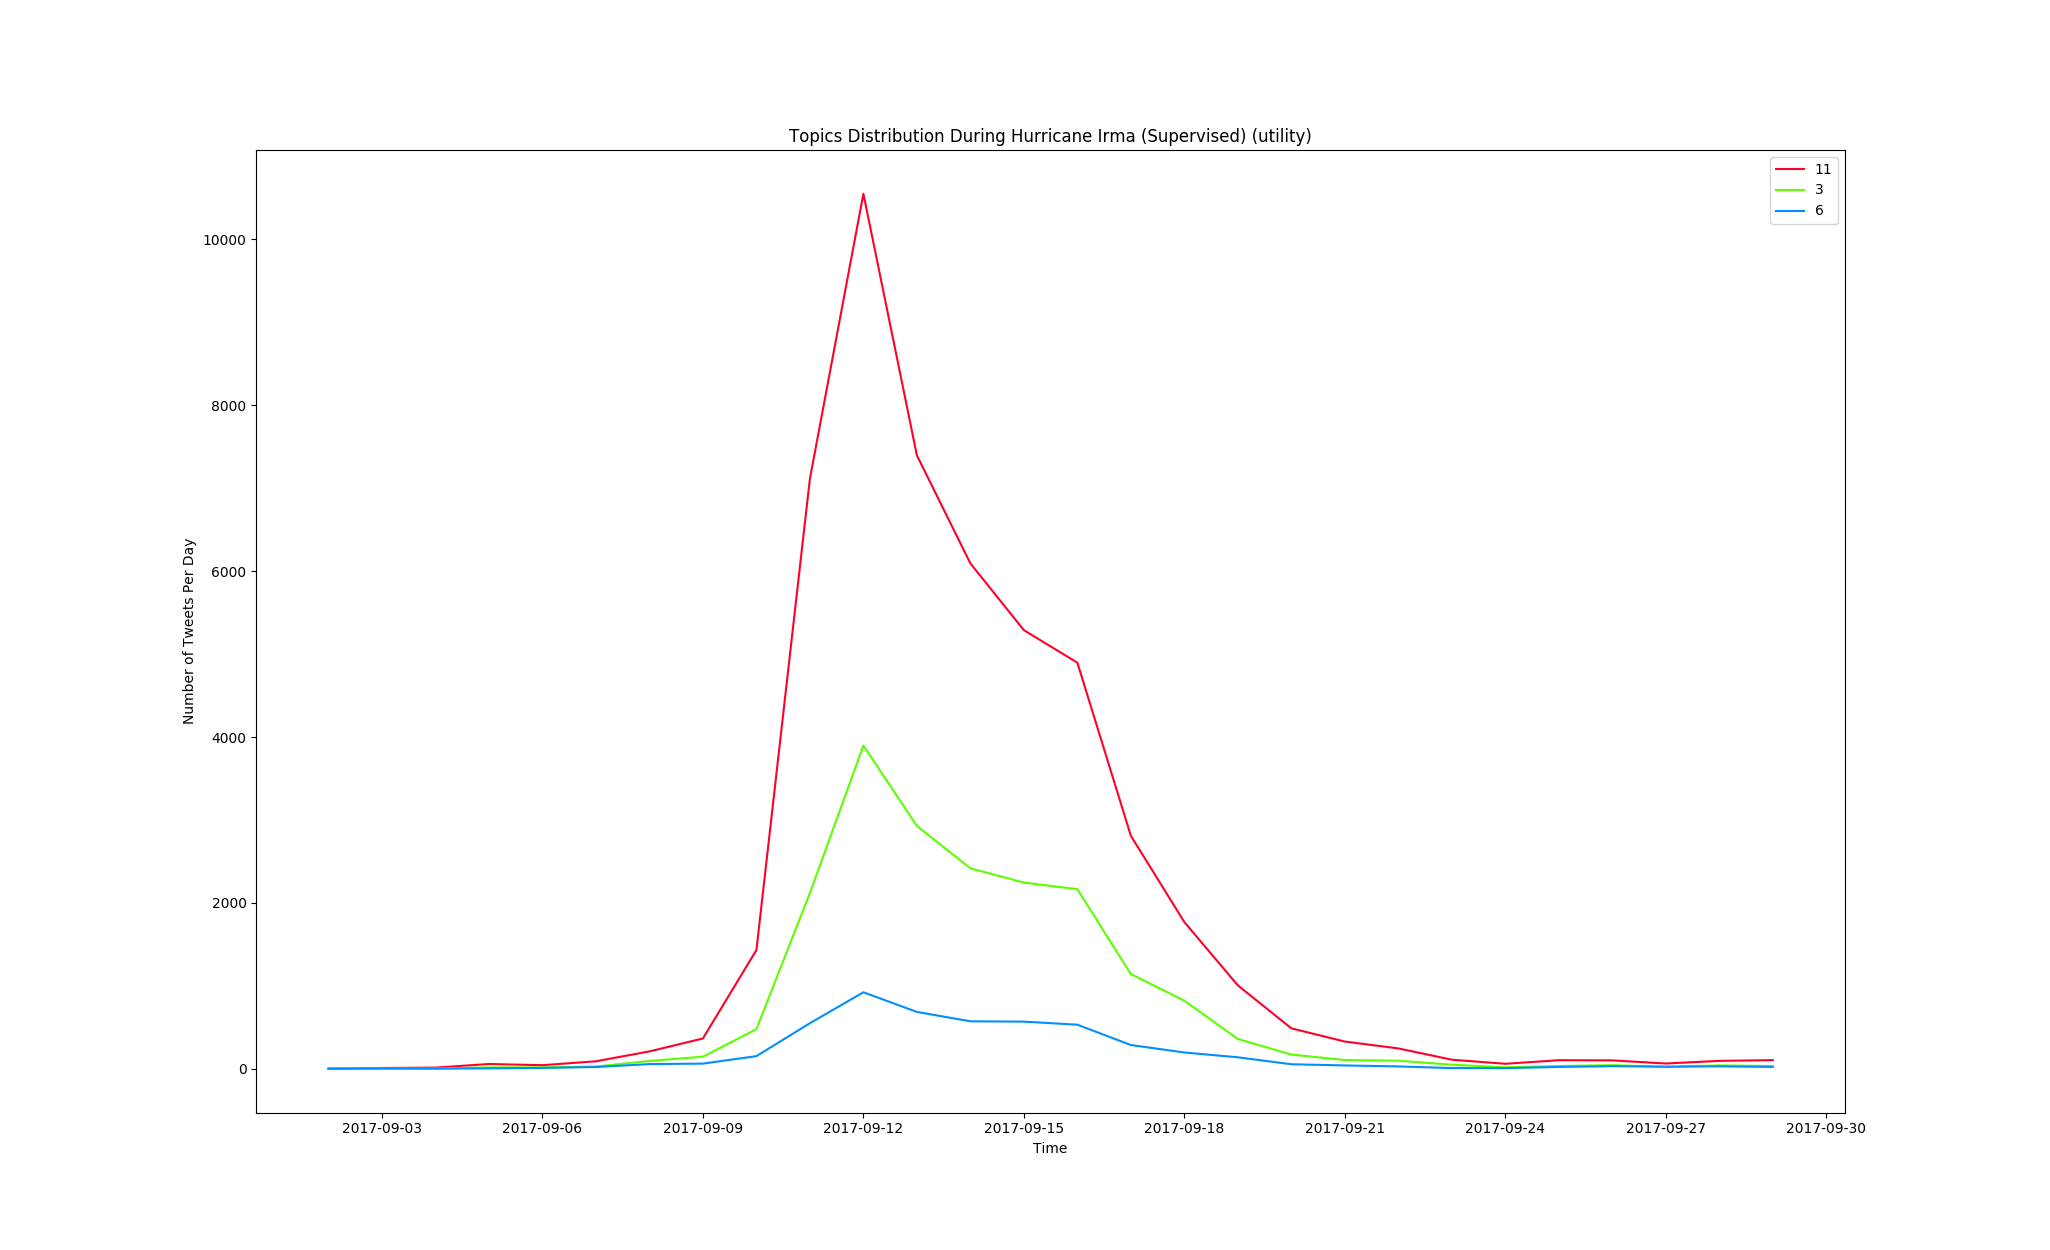 Topics Distribution During Hurricane Irma (Supervised) (utility)
11
3
6
Number of Tweets Per Day
10000
8000
6000
4000
2000
0
2017-09-03 2017-09-06 2017-09-09 2017-09-12 2017-09-15 2017-09-18 2017-09-21 2017-09-24 2017-09-27 2017-09-30
Time